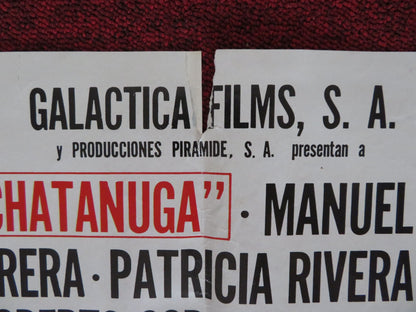 GALACTICA FILMS, S. A.
y PRODUCCIONES PIRAMIDE, S. A. presentan a
CHATANUGA" · MANUEL
RERA · PATRICIA RIVERA